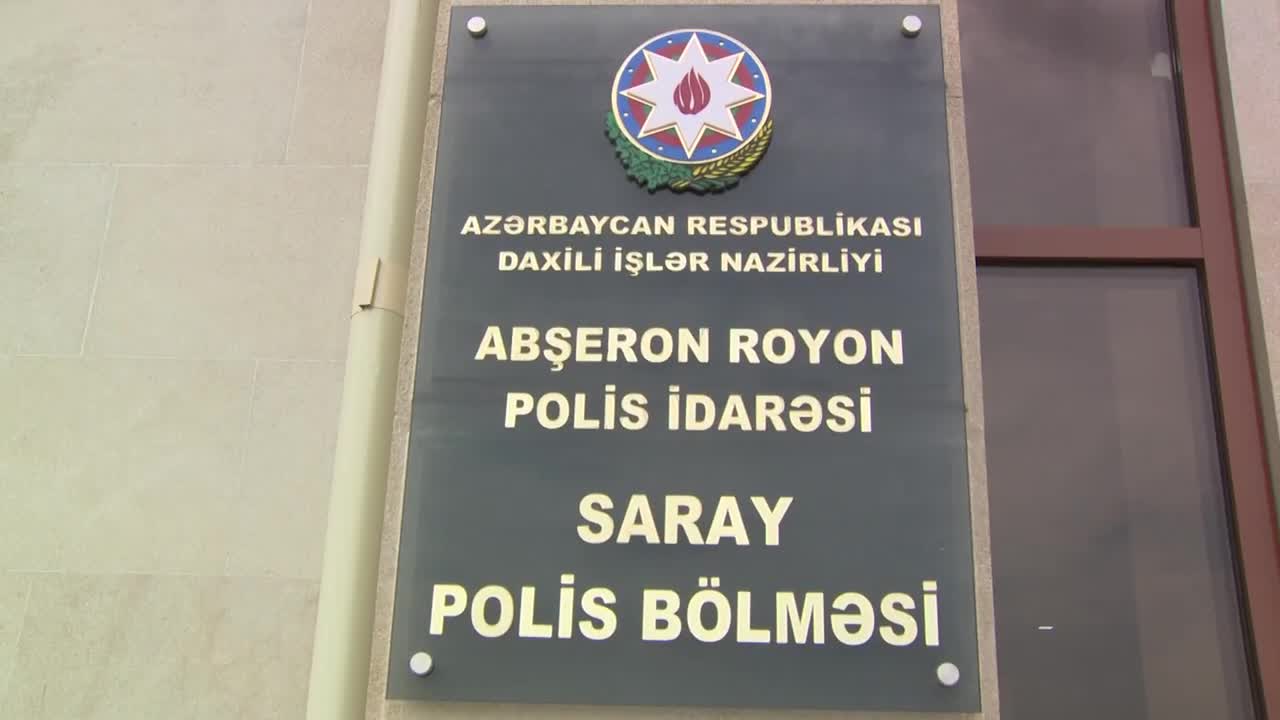 AZƏRBAYCAN RESPUBLİKASI
DAXİLİ İŞLƏR NAZİRLİYİ
ABŞERON ROYON
POLİS İDARƏSİ
SARAY
POLİS BÖLMƏSİ